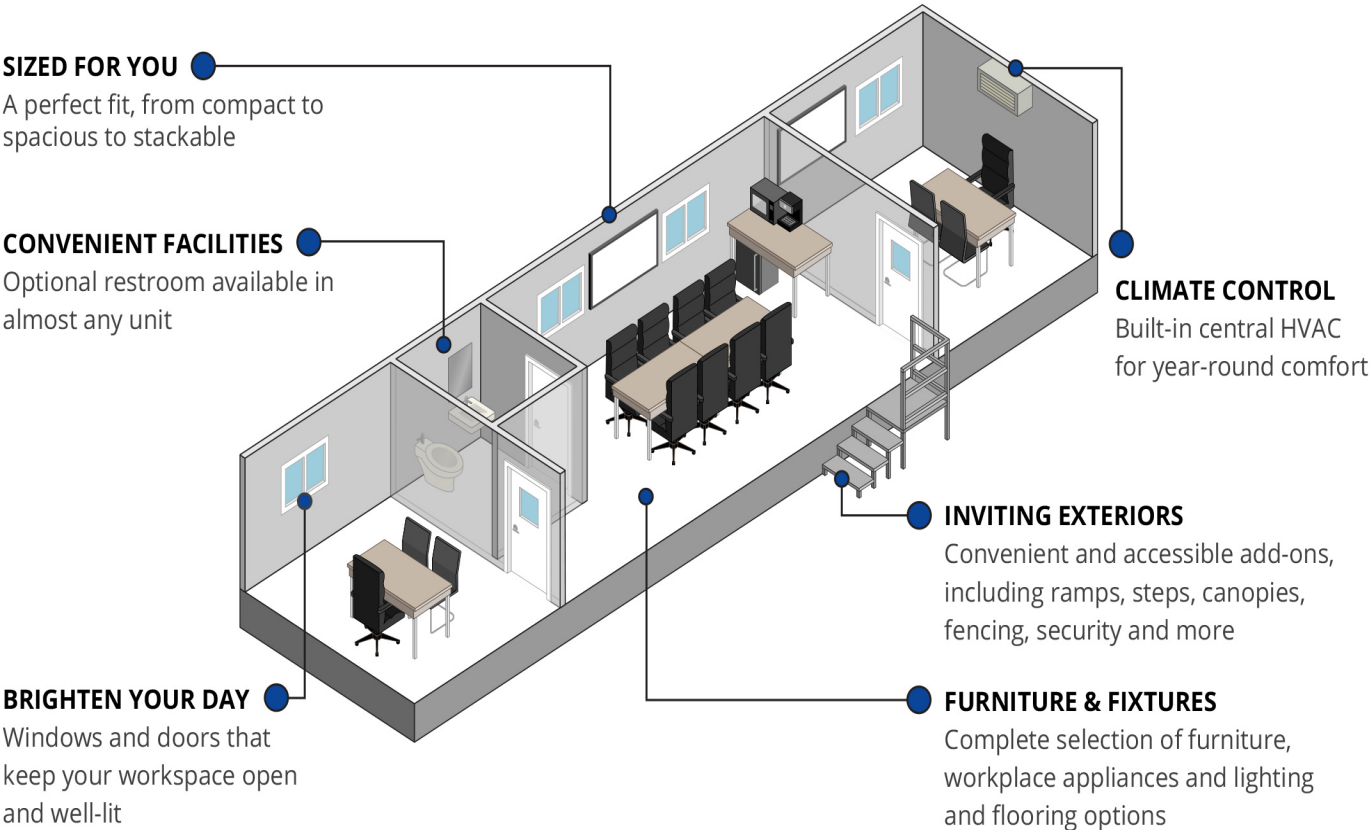 SIZED FOR YOU
A perfect fit, from compact to
spacious to stackable
CONVENIENT FACILITIES
Optional restroom available in
almost any unit
BRIGHTEN YOUR DAY
Windows and doors that
keep your workspace open
and well-lit
CLIMATE CONTROL
Built-in central HVAC
for year-round comfort
INVITING EXTERIORS
Convenient and accessible add-ons,
including ramps, steps, canopies,
fencing, security and more
FURNITURE & FIXTURES
Complete selection of furniture,
workplace appliances and lighting
and flooring options